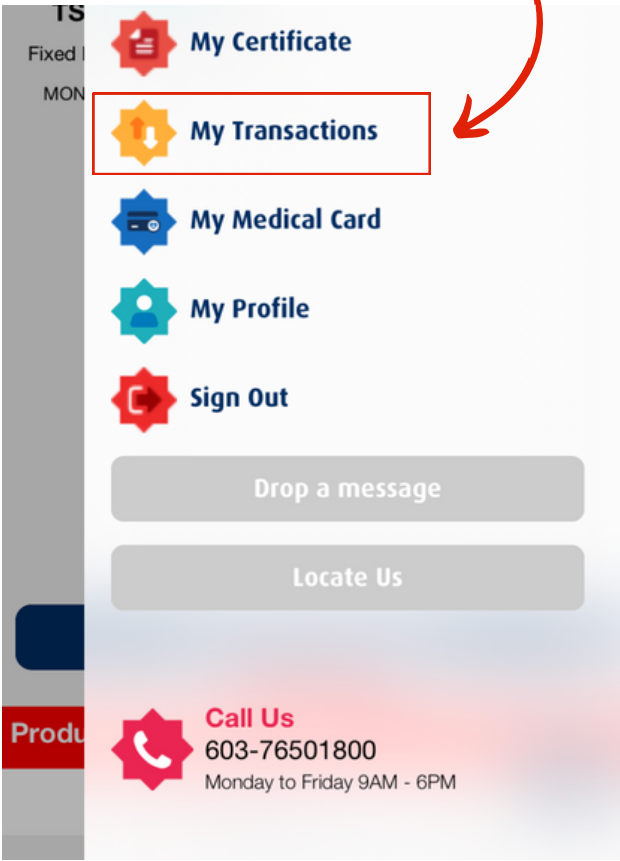 TS
My Certificate
Fixed
MON
My Transactions
My Medical Card
My Profile
Sign Out
Drop a message
Locate Us
Call Us
Produ
603-76501800
Monday to Friday 9AM - 6PM